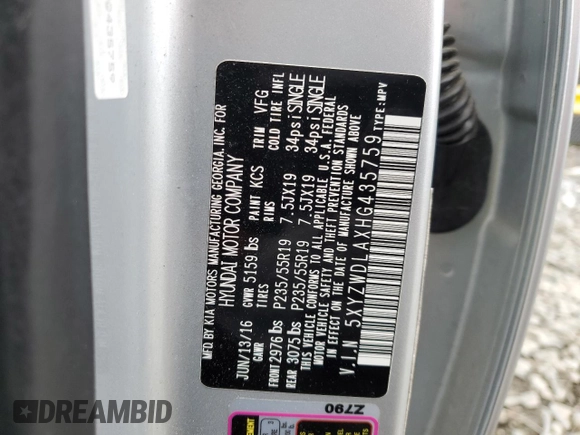 MFD BY KIA MOTORS MANUFACTURING GEORGIA, INC. FOR
HYUNDAI MOTOR COMPANY
JUN/13/16 PAINT KCS TRIM VFG
GAWR GVWR 5159 lbs
TIRES RIMS COLD TIRE INFL
FRONT 2976 lbs P235/55R19 7.5JX19 34psi SINGLE
REAR 3075 lbs P235/55R19 7.5JX19 34psi SINGLE
THIS VEHICLE CONFORMS TO ALL APPLICABLE U.S.A. FEDERAL
MOTOR VEHICLE SAFETY AND THEFT PREVENTION STANDARDS
IN EFFECT ON THE DATE OF MANUFACTURE SHOWN ABOVE
V.I.N 5XYZWDLAXHG435759 TYPE:MPV
Z790
DREAMBID